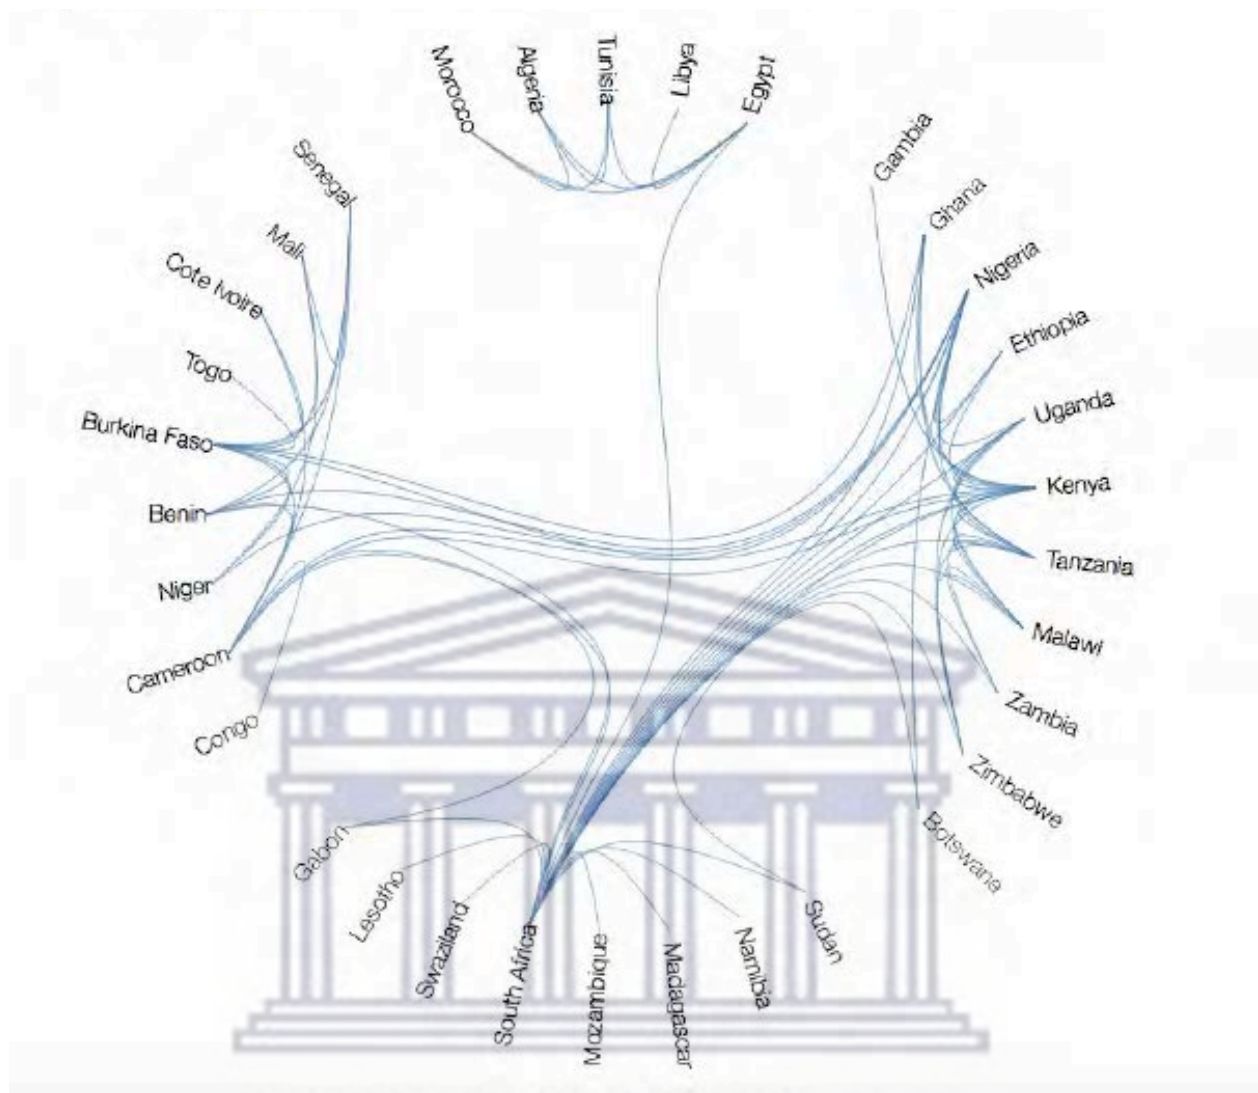 Morocco
Algeria
Tunisia
Libya
Egypt
Gambia
Ghana
Nigeria
Ethiopia
Uganda
Kenya
Tanzania
Malawi
Zambia
Zimbabwe
Botswana
Sudan
Namibia
Madagascar
Mozambique
South Africa
Swaziland
Lesotho
Gabon
Congo
Cameroon
Niger
Benin
Burkina Faso
Togo
Cote Ivoire
Mali
Senegal